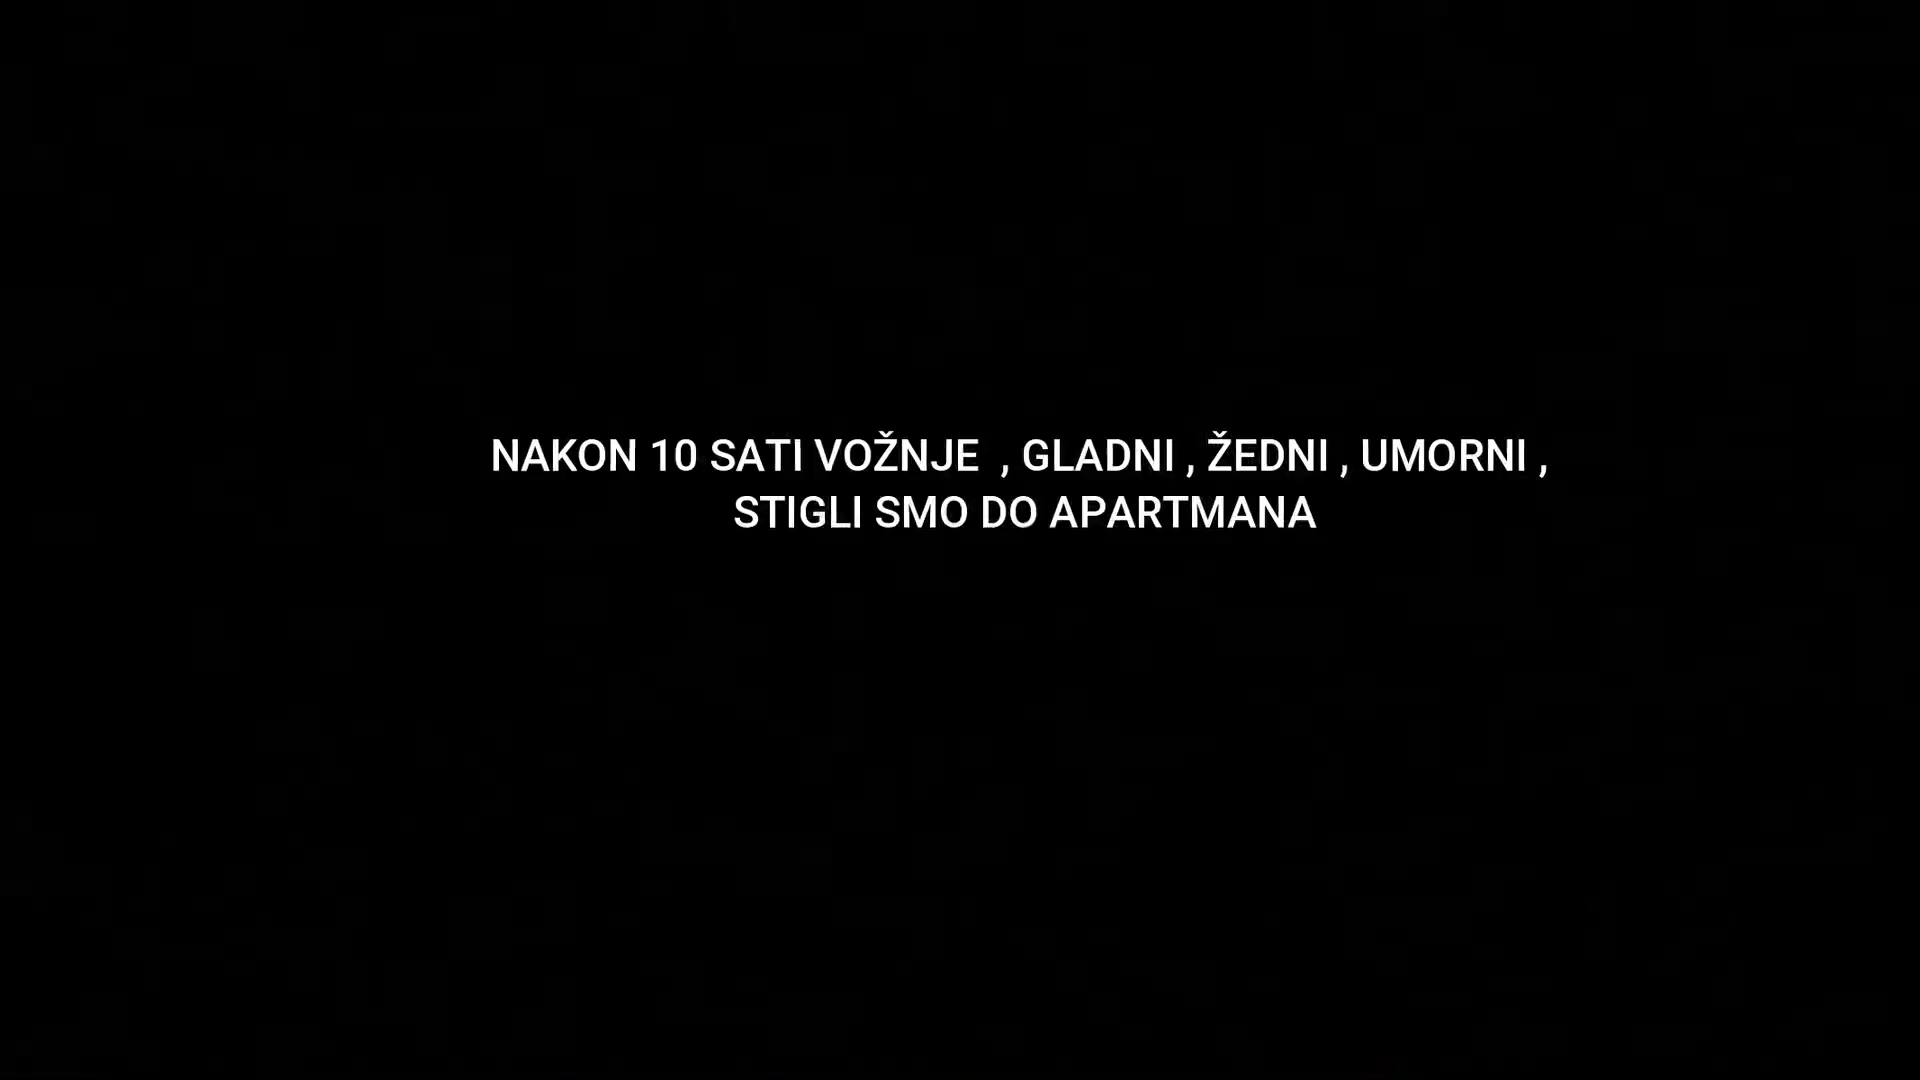 NAKON 10 SATI VOŽNJE  , GLADNI , ŽEDNI , UMORNI ,
STIGLI SMO DO APARTMANA